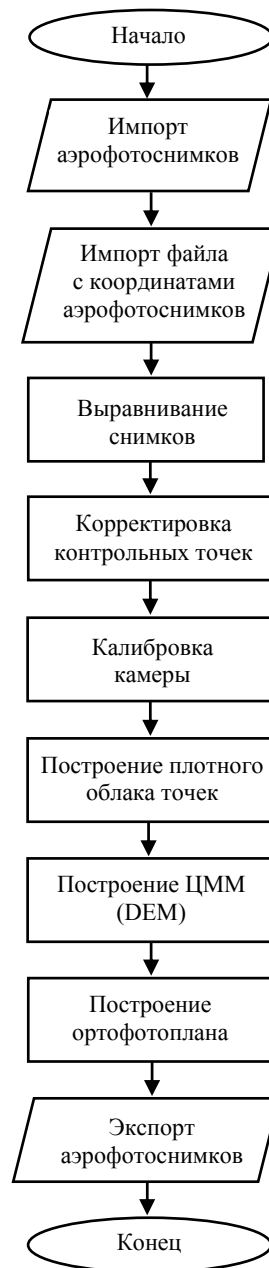 Начало
Импорт
аэрофотоснимков
Импорт файла
с координатами
аэрофотоснимков
Выравнивание
снимков
Корректировка
контрольных точек
Калибровка
камеры
Построение плотного
облака точек
Построение ЦММ
(DEM)
Построение
ортофотоплана
Экспорт
аэрофотоснимков
Конец